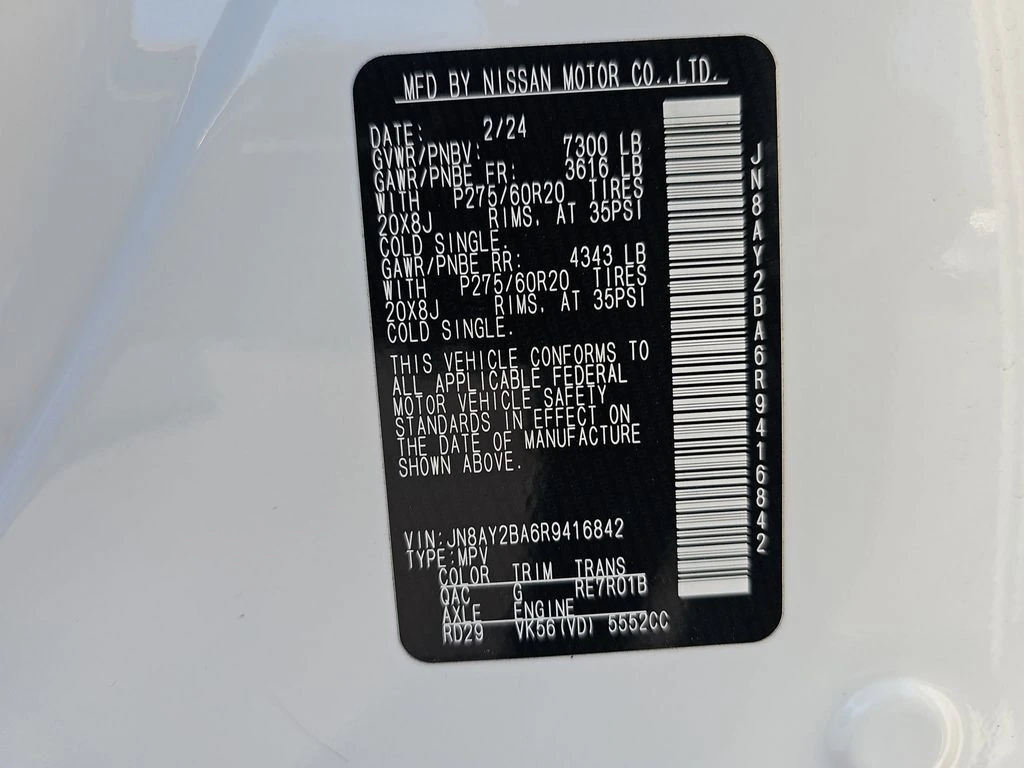 MFD BY NISSAN MOTOR CO.,LTD.
DATE: 2/24
GVWR/PNBV: 7300 LB
GAWR/PNBE FR: 3616 LB
WITH P275/60R20 TIRES
20X8J RIMS, AT 35PSI
COLD SINGLE.
GAWR/PNBE RR: 4343 LB
WITH P275/60R20 TIRES
20X8J RIMS, AT 35PSI
COLD SINGLE.
THIS VEHICLE CONFORMS TO
ALL APPLICABLE FEDERAL
MOTOR VEHICLE SAFETY
STANDARDS IN EFFECT ON
THE DATE OF MANUFACTURE
SHOWN ABOVE.
VIN:JN8AY2BA6R9416842
TYPE:MPV
COLOR TRIM TRANS
QAC G RE7R01B
AXLE ENGINE
RD29 VK56(VD) 5552CC
JN8AY2BA6R9416842